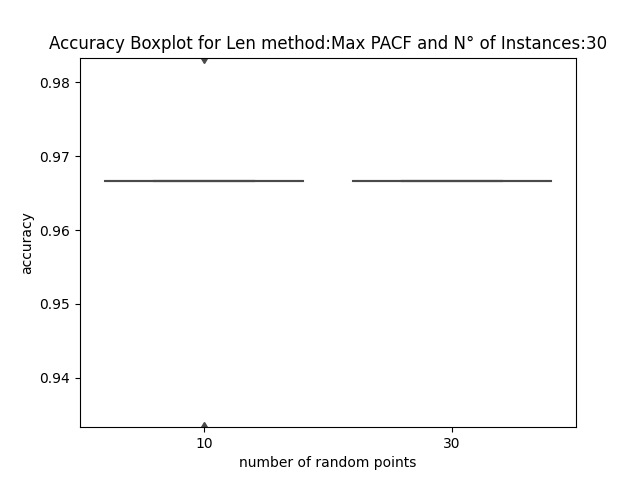 Accuracy Boxplot for Len method:Max PACF and N° of Instances:30
0.98
0.97
0.96
0.95
0.94
accuracy
10
30
number of random points